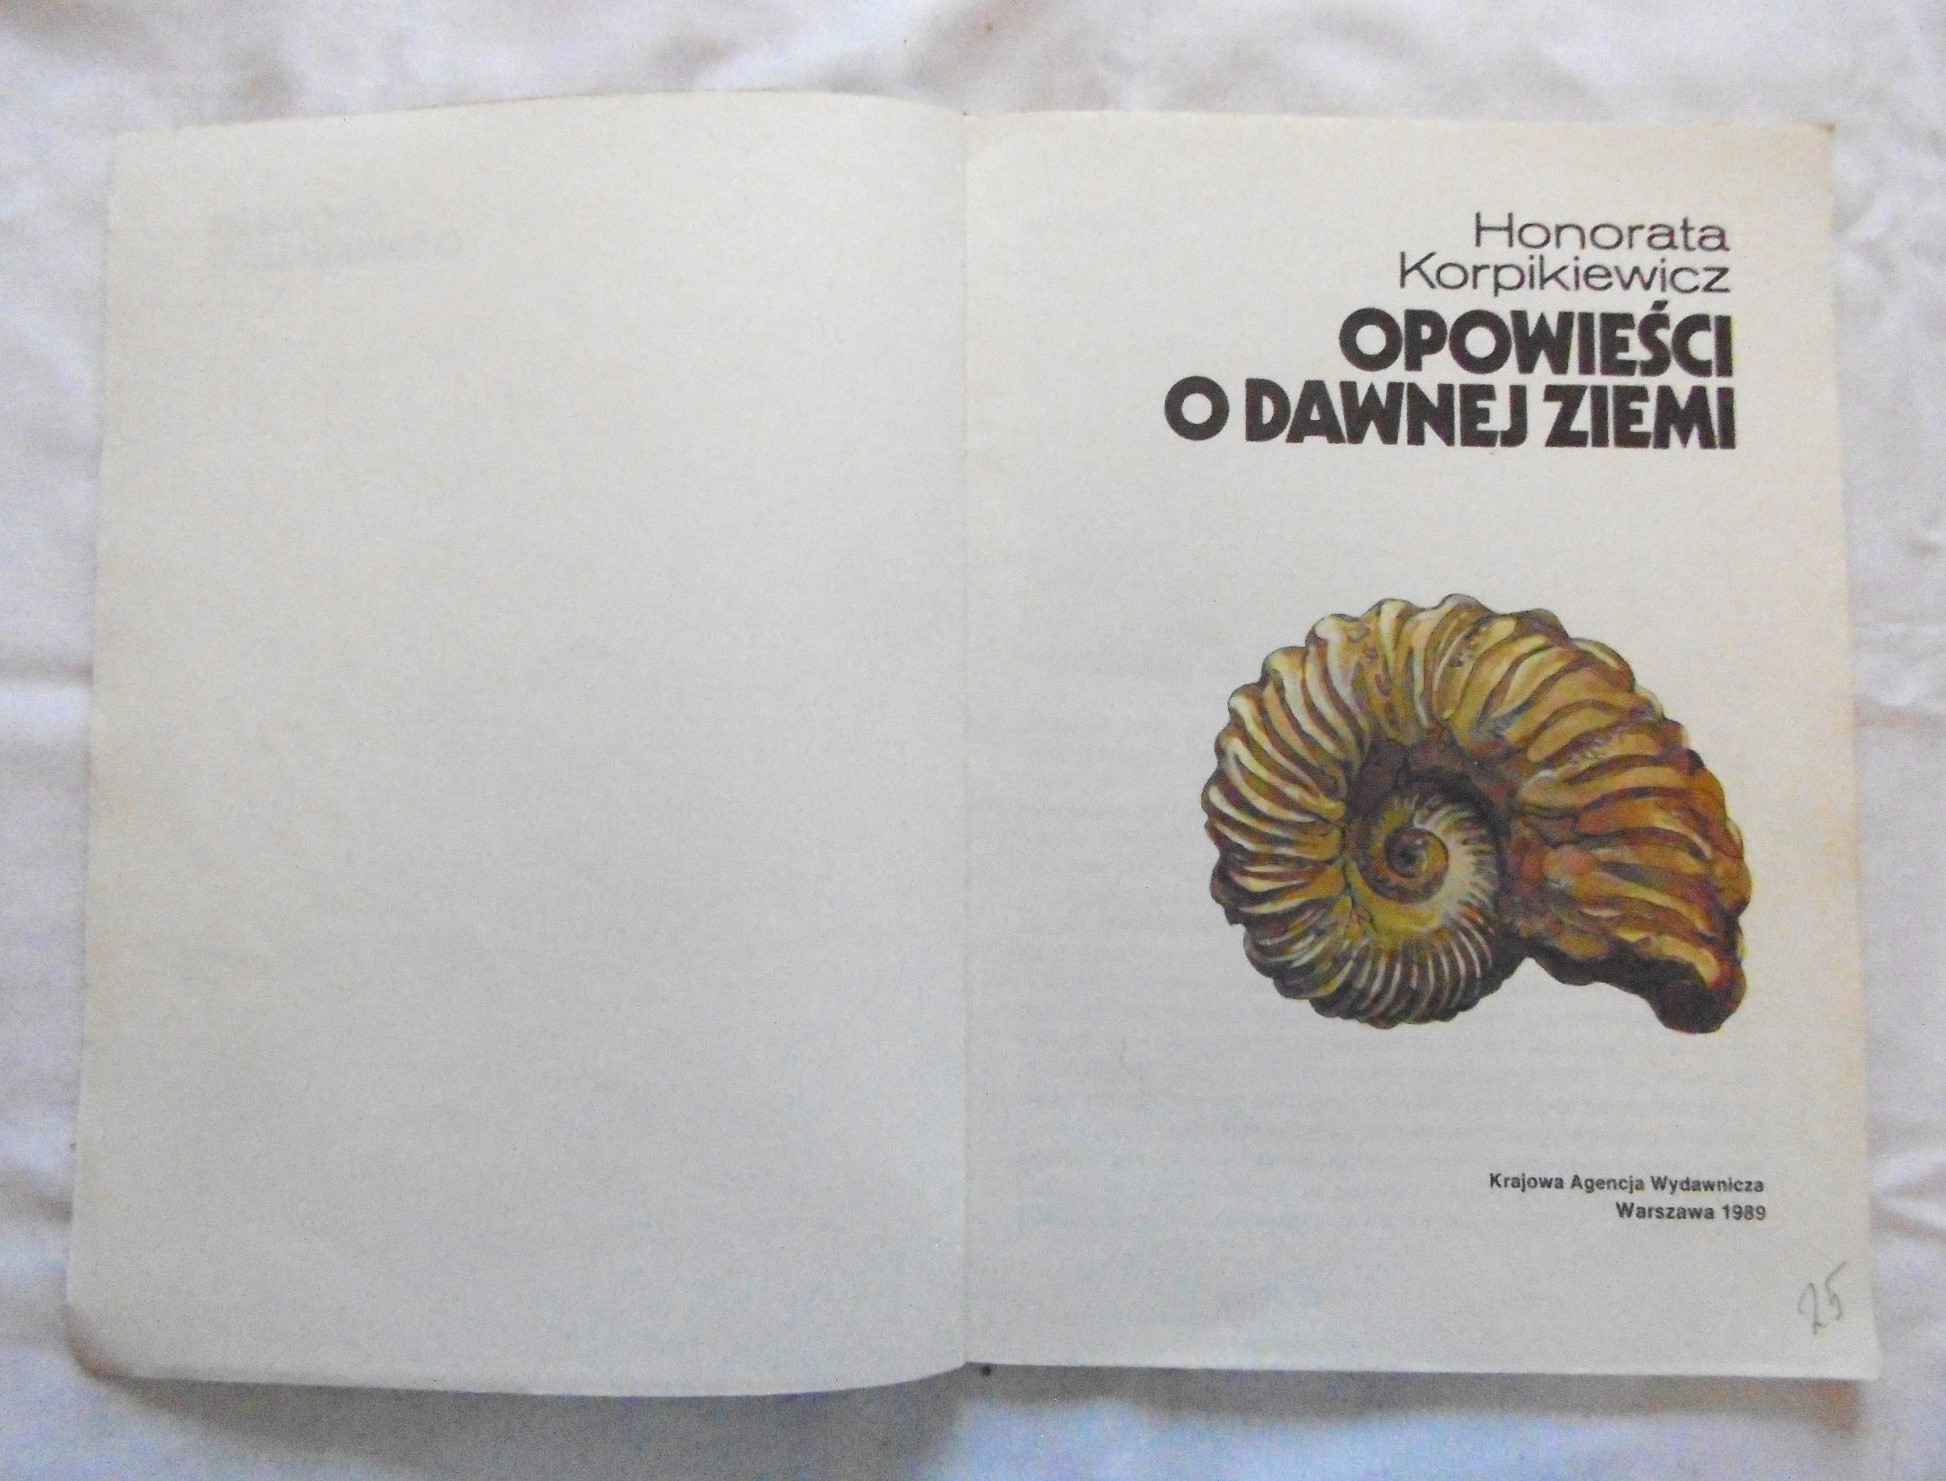 Honorata
Korpikiewicz
OPOWIEŚCI
O DAWNEJ ZIEMI
Krajowa Agencja Wydawnicza
Warszawa 1989
25